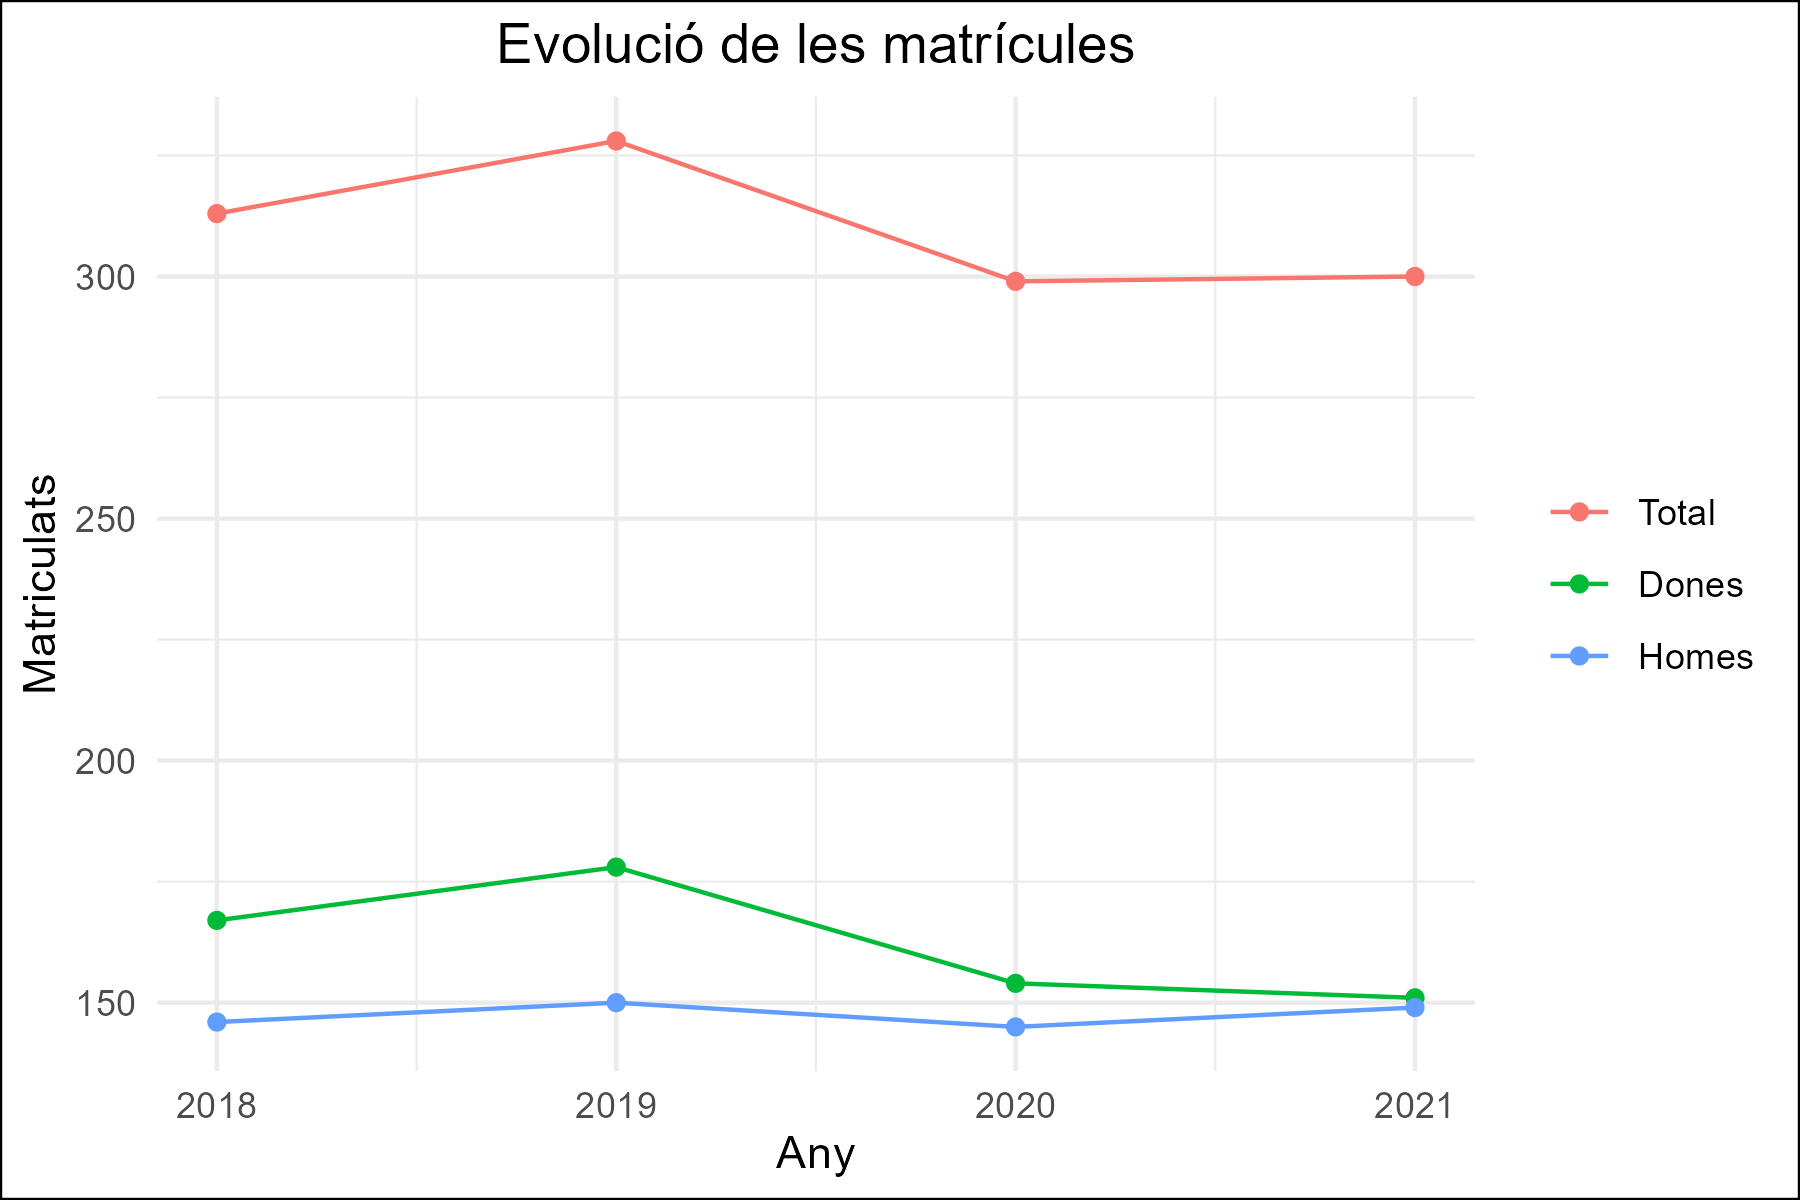 Evolució de les matrícules
Matriculats
300
250
200
150
2018
2019
2020
2021
Any
Total
Dones
Homes